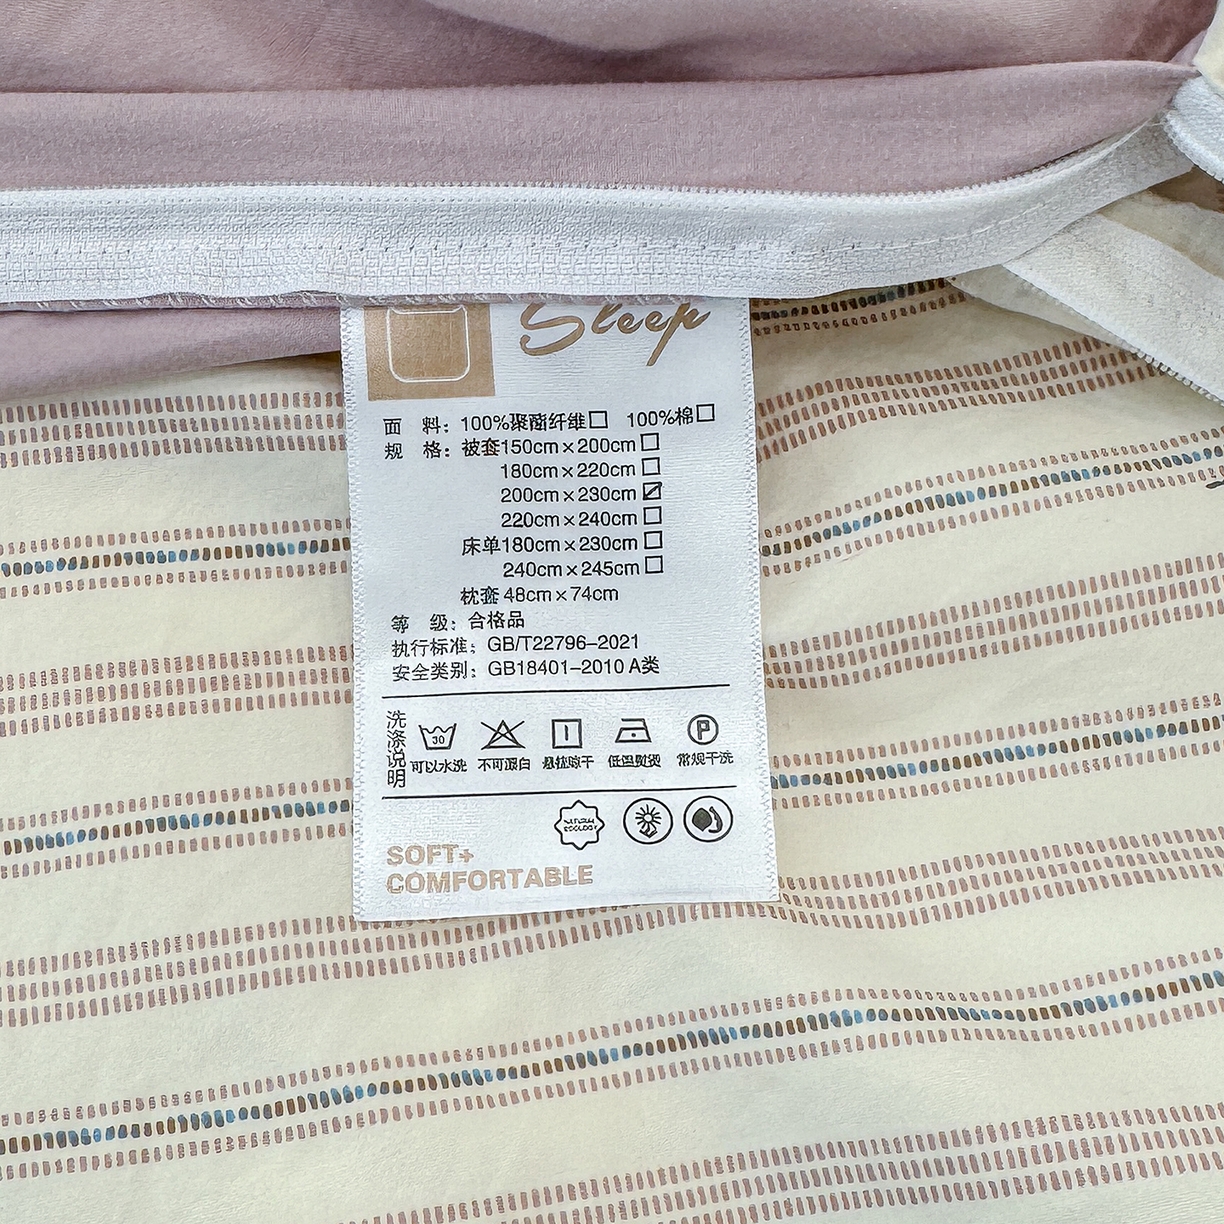 Sleep
面 料：100%聚酯纤维□ 100%棉□
规 格：被套150cm×200cm□
180cm×220cm□
200cm×230cm☑
220cm×240cm□
床单180cm×230cm□
240cm×245cm□
枕套 48cm×74cm
等 级：合格品
执行标准：GB/T22796-2021
安全类别：GB18401-2010 A类
洗涤说明
30
P
可以水洗 不可漂白 悬挂晾干 低温熨烫 常规干洗
SOFT+
COMFORTABLE